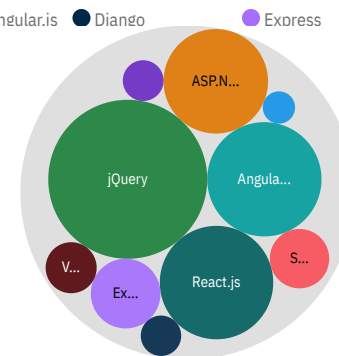 ngular.js Django Express
ASP.N...
jQuery Angula...
V... S...
Ex... React.js